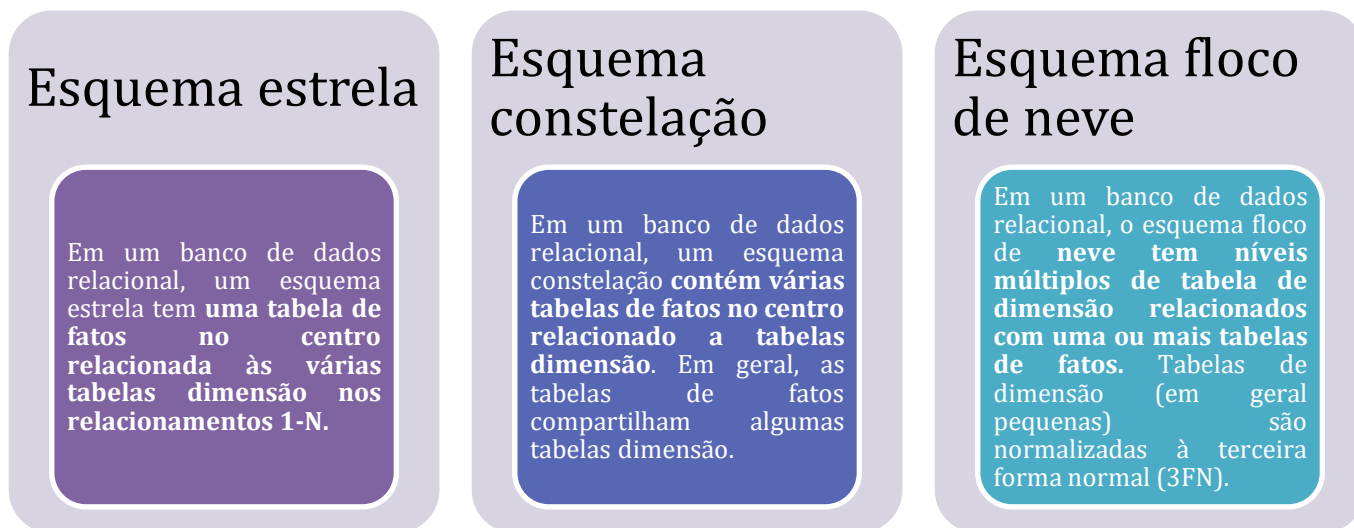 Esquema estrela
Em um banco de dados
relacional, um esquema
estrela tem uma tabela de
fatos no centro
relacionada às várias
tabelas dimensão nos
relacionamentos 1-N.
Esquema
constelação
Em um banco de dados
relacional, um esquema
constelação contém várias
tabelas de fatos no centro
relacionado a tabelas
dimensão. Em geral, as
tabelas de fatos
compartilham algumas
tabelas dimensão.
Esquema floco
de neve
Em um banco de dados
relacional, o esquema floco
de neve tem níveis
múltiplos de tabela de
dimensão relacionados
com uma ou mais tabelas
de fatos. Tabelas de
dimensão (em geral
pequenas) são
normalizadas à terceira
forma normal (3FN).